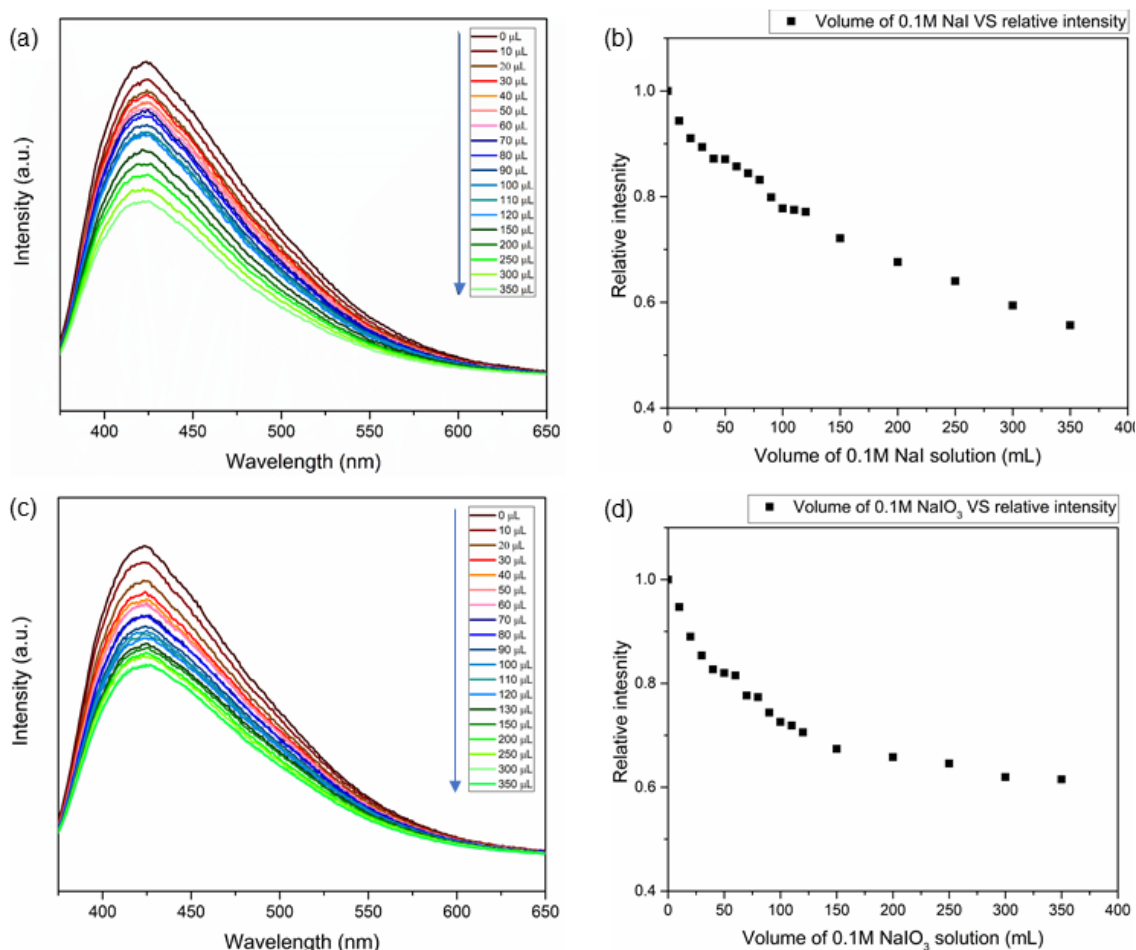 (a)
0 μL
10 μL
20 μL
30 μL
40 μL
50 μL
60 μL
70 μL
80 μL
90 μL
100 μL
110 μL
120 μL
150 μL
200 μL
250 μL
300 μL
350 μL
Intensity (a.u.)
400 450 500 550 600 650
Wavelength (nm)
(b)
Volume of 0.1M NaI VS relative intensity
1.0
0.8
0.6
0.4
Relative intesnity
0 50 100 150 200 250 300 350 400
Volume of 0.1M NaI solution (mL)
(c)
0 μL
10 μL
20 μL
30 μL
40 μL
50 μL
60 μL
70 μL
80 μL
90 μL
100 μL
110 μL
120 μL
130 μL
150 μL
200 μL
250 μL
300 μL
350 μL
Intensity (a.u.)
400 450 500 550 600 650
Wavelength (nm)
(d)
Volume of 0.1M NaIO₃ VS relative intensity
1.0
0.8
0.6
0.4
Relative intesnity
0 50 100 150 200 250 300 350 400
Volume of 0.1M NaIO₃ solution (mL)